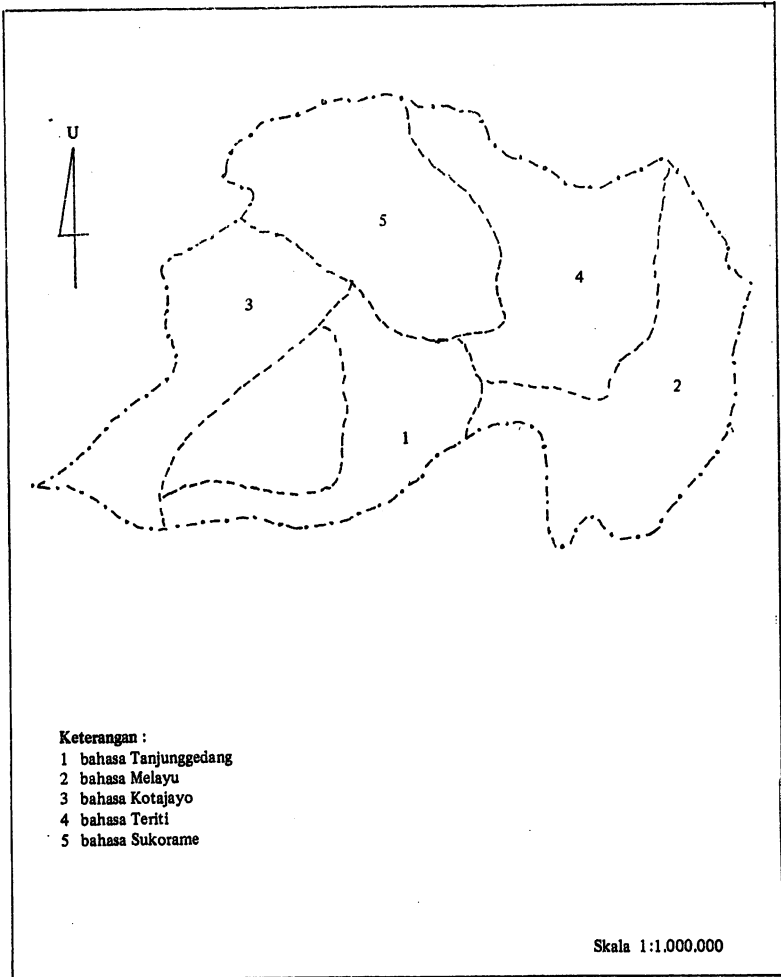 U
5
4
3
2
1
Keterangan :
1 bahasa Tanjunggedang
2 bahasa Melayu
3 bahasa Kotajayo
4 bahasa Teriti
5 bahasa Sukorame
Skala 1:1.000.000